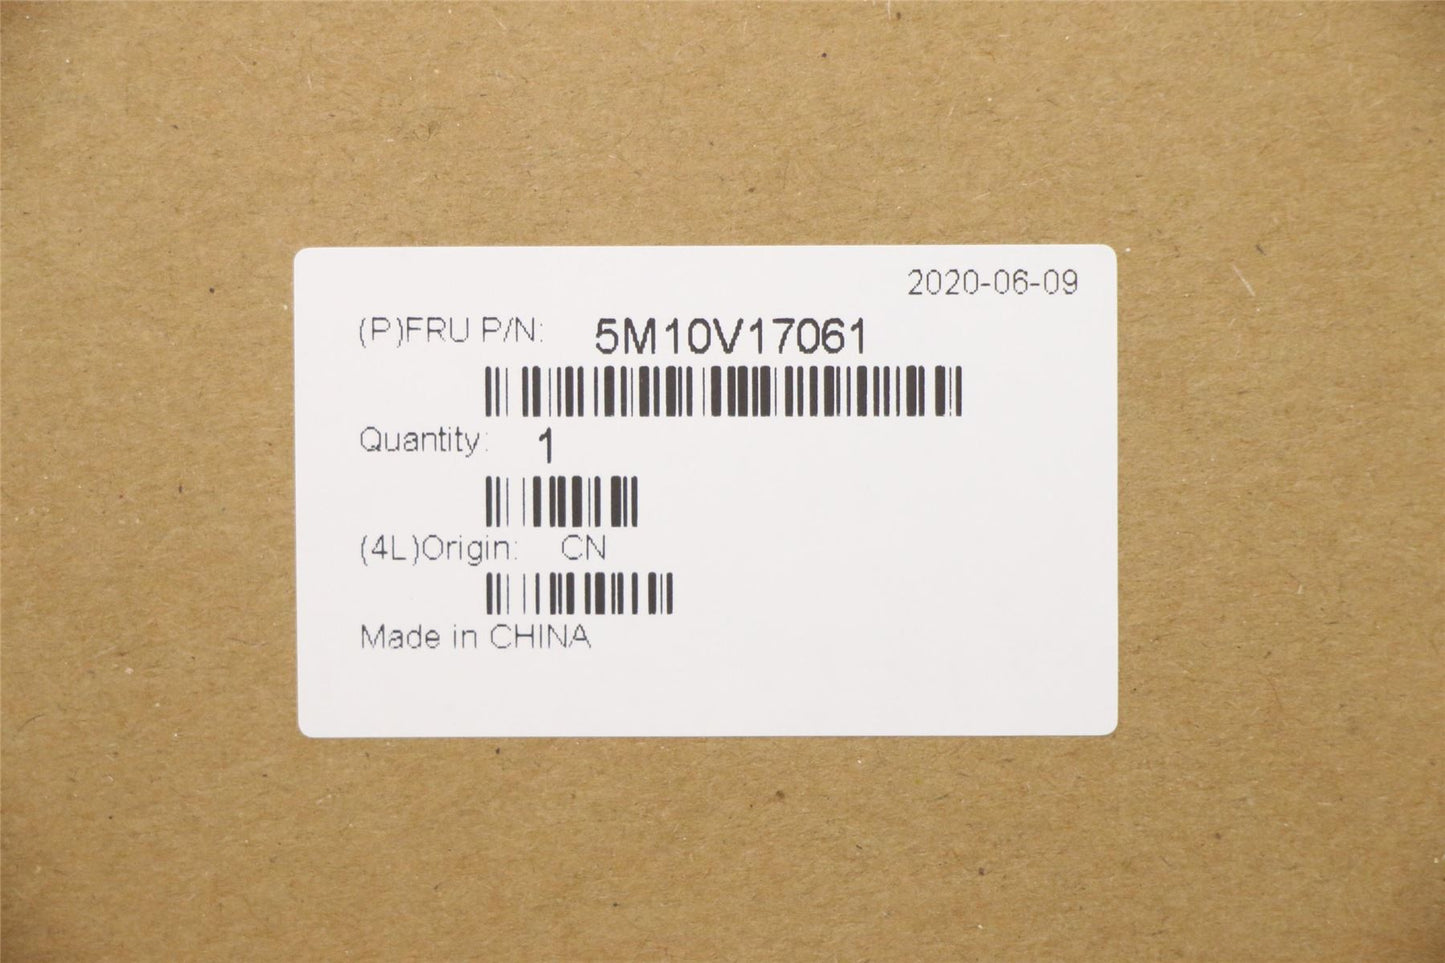 2020-06-09
(P)FRU P/N: 5M10V17061
Quantity: 1
(4L)Origin: CN
Made in CHINA